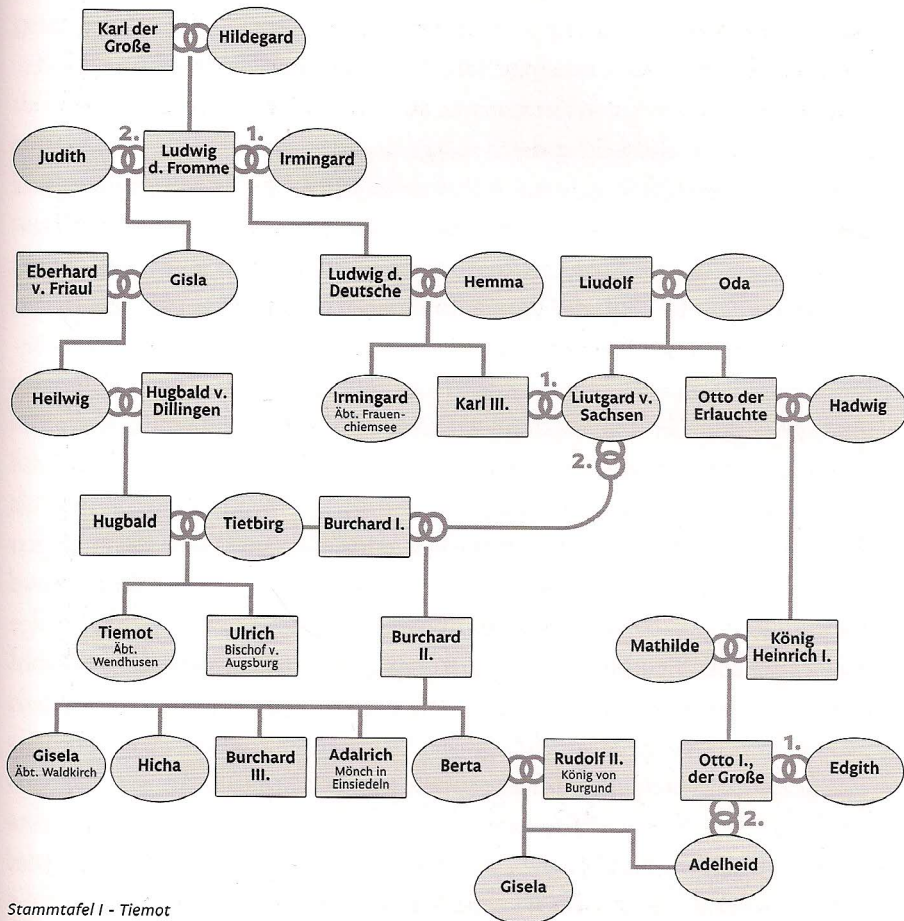 Karl der
Große
Hildegard
2.
1.
Judith
Ludwig
d. Fromme
Irmingard
Eberhard
v. Friaul
Gisla
Ludwig d.
Deutsche
Hemma
Liudolf
Oda
Heilwig
Hugbald v.
Dillingen
Irmingard
Äbt. Frauen-
chiemsee
Karl III.
1.
Liutgard v.
Sachsen
Otto der
Erlauchte
Hadwig
2.
Hugbald
Tietbirg
Burchard I.
Tiemot
Äbt.
Wendhusen
Ulrich
Bischof v.
Augsburg
Burchard
II.
Mathilde
König
Heinrich I.
Gisela
Äbt. Waldkirch
Hicha
Burchard
III.
Adalrich
Mönch in
Einsiedeln
Berta
Rudolf II.
König von
Burgund
Otto I.,
der Große
1.
Edgith
2.
Gisela
Adelheid
Stammtafel I - Tiemot